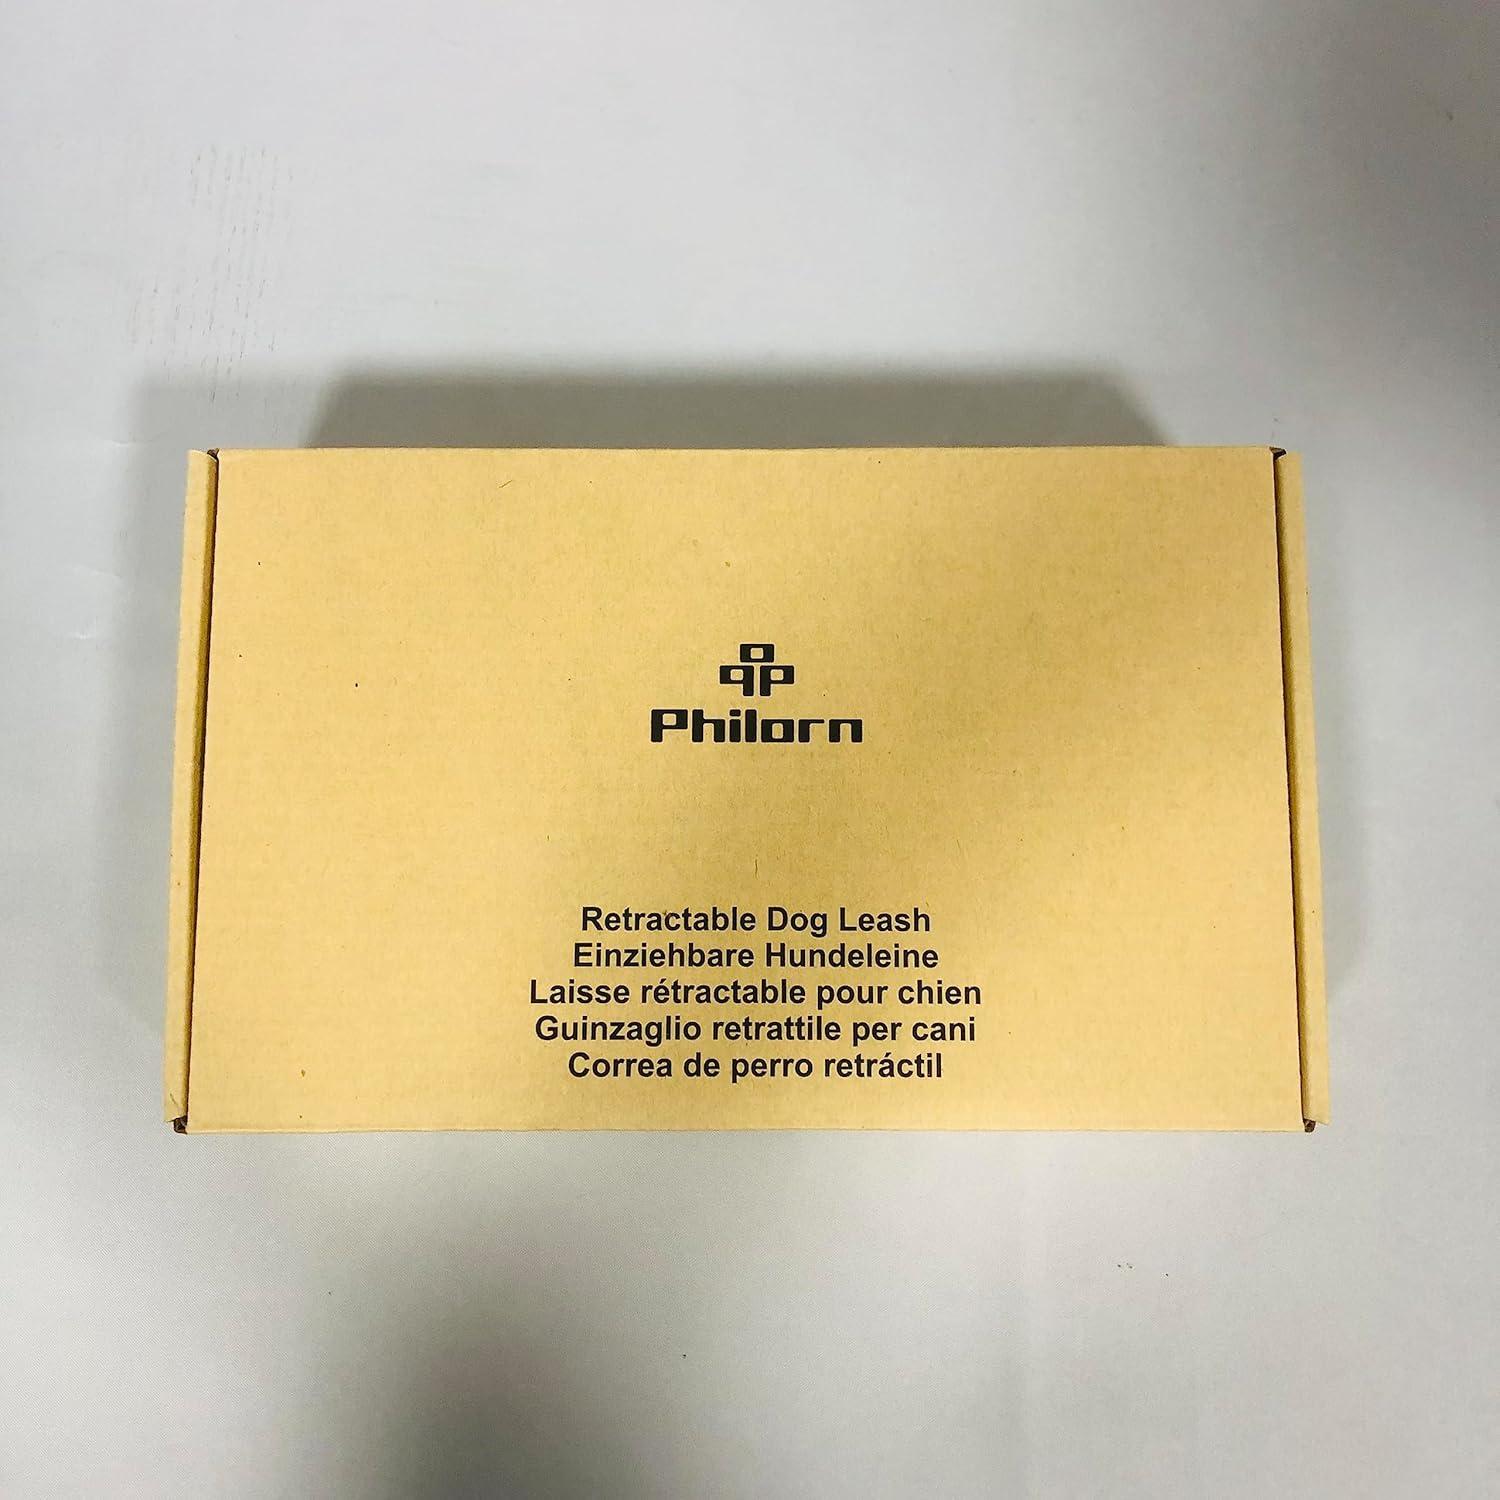 Philorn
Retractable Dog Leash
Einziehbare Hundeleine
Laisse rétractable pour chien
Guinzaglio retrattile per cani
Correa de perro retráctil